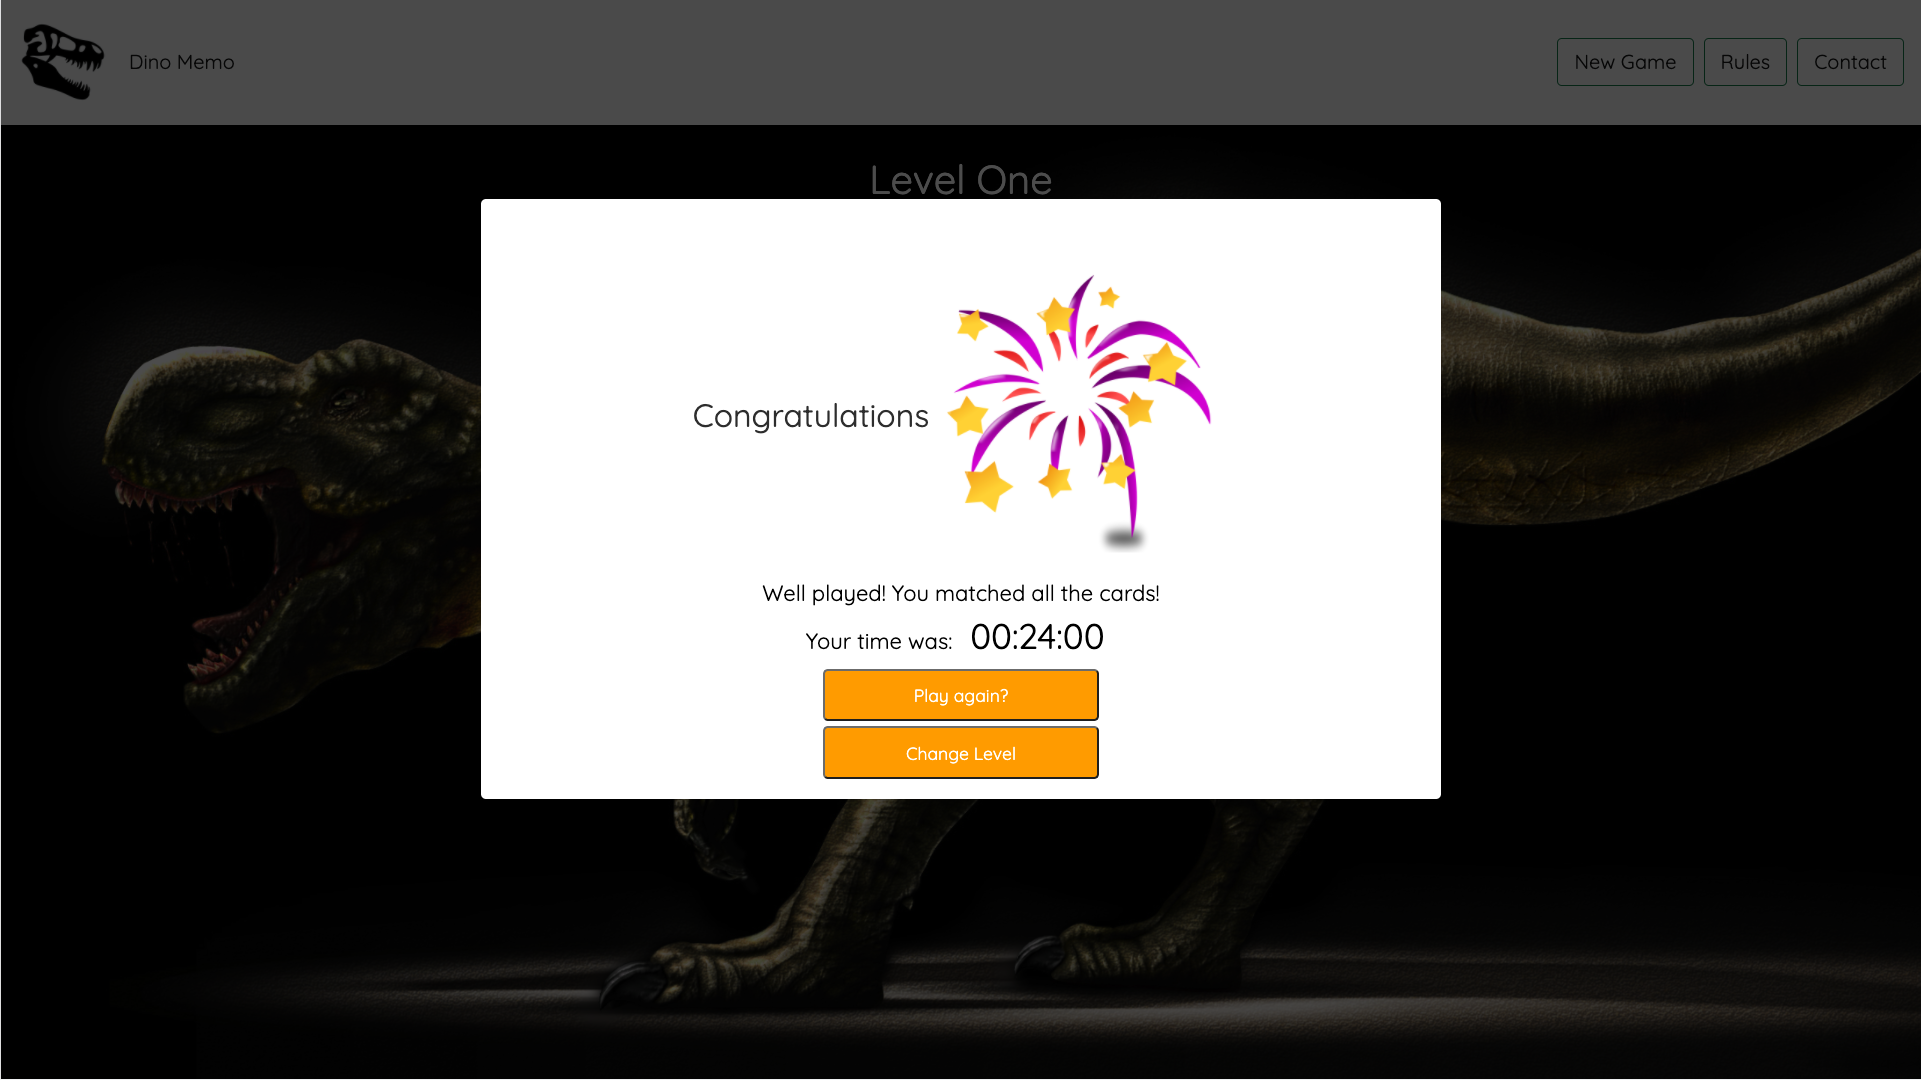 Dino Memo
New Game
Rules
Contact
Level One
Congratulations
Well played! You matched all the cards!
Your time was: 00:24:00
Play again?
Change Level